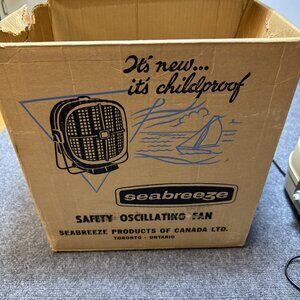 It's new...
it's childproof
seabreeze
SAFETY OSCILLATING FAN
SEABREEZE PRODUCTS OF CANADA LTD.
TORONTO - ONTARIO